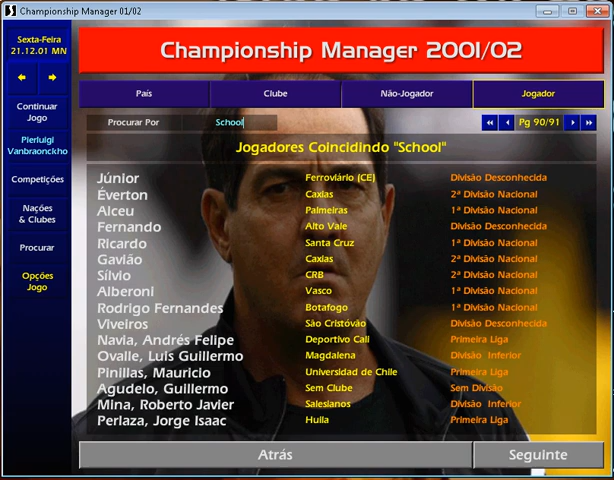 Championship Manager 01/02
Sexta-Feira
21.12.01 MN
Continuar
Jogo
Pierluigi
Vanbraonckho
Competições
Nações
& Clubes
Procurar
Opções
Jogo
Championship Manager 2001/02
País Clube Não-Jogador Jogador
Procurar Por School Pg 90/91
Jogadores Coincidindo "School"
Júnior Ferroviário (CE) Divisão Desconhecida
Éverton Caxias 2ª Divisão Nacional
Alceu Palmeiras 1ª Divisão Nacional
Fernando Alto Vale Divisão Desconhecida
Ricardo Santa Cruz 1ª Divisão Nacional
Gavião Caxias 2ª Divisão Nacional
Sílvio CRB 2ª Divisão Nacional
Alberoni Vasco 1ª Divisão Nacional
Rodrigo Fernandes Botafogo 1ª Divisão Nacional
Viveiros São Cristóvão Divisão Desconhecida
Navia, Andrés Felipe Deportivo Cali Primeira Liga
Ovalle, Luis Guillermo Magdalena Divisão Inferior
Pinillas, Mauricio Universidad de Chile Primeira Liga
Agudelo, Guillermo Sem Clube Sem Divisão
Mina, Roberto Javier Salesianos Divisão Inferior
Perlaza, Jorge Isaac Huila Primeira Liga
Atrás Seguinte